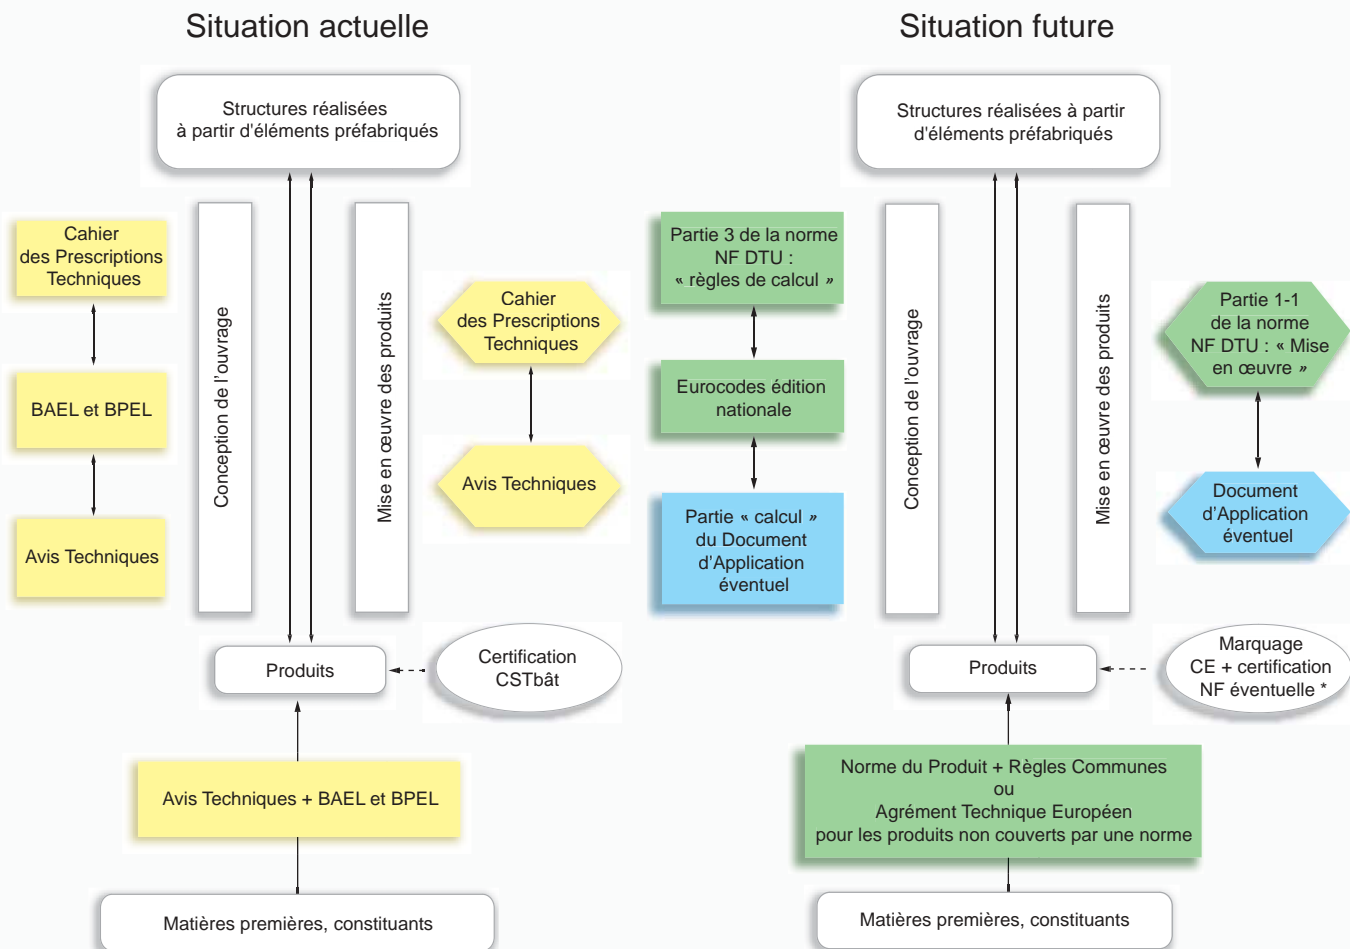 Situation actuelle
Structures réalisées
à partir d'éléments préfabriqués
Cahier
des Prescriptions
Techniques
BAEL et BPEL
Avis Techniques
Conception de l'ouvrage
Mise en œuvre des produits
Cahier
des Prescriptions
Techniques
Avis Techniques
Produits
Certification
CSTbât
Avis Techniques + BAEL et BPEL
Matières premières, constituants
Situation future
Structures réalisées à partir
d'éléments préfabriqués
Partie 3 de la norme
NF DTU :
« règles de calcul »
Eurocodes édition
nationale
Partie « calcul »
du Document
d'Application
éventuel
Conception de l'ouvrage
Mise en œuvre des produits
Partie 1-1
de la norme
NF DTU : « Mise
en œuvre »
Document
d'Application
éventuel
Produits
Marquage
CE + certification
NF éventuelle *
Norme du Produit + Règles Communes
ou
Agrément Technique Européen
pour les produits non couverts par une norme
Matières premières, constituants